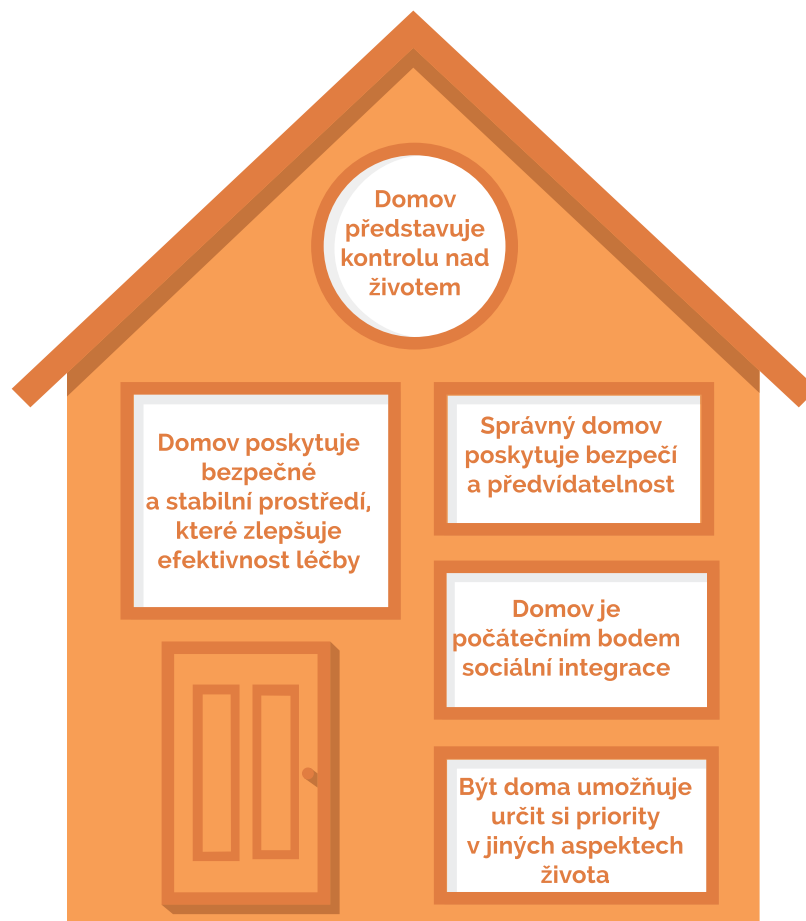 Domov
představuje
kontrolu nad
životem
Domov poskytuje
bezpečné
a stabilní prostředí,
které zlepšuje
efektivnost léčby
Správný domov
poskytuje bezpečí
a předvídatelnost
Domov je
počátečním bodem
sociální integrace
Být doma umožňuje
určit si priority
v jiných aspektech
života